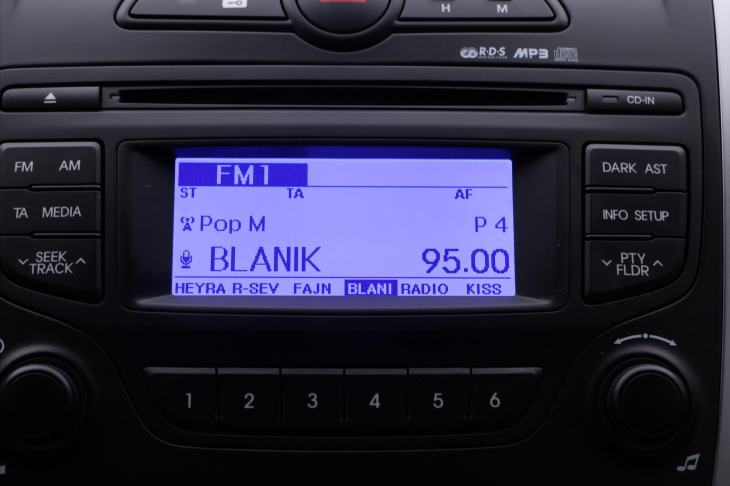 H M
R·D·S MP3
CD-IN
FM AM
FM1
DARK AST
ST TA AF
TA MEDIA
Pop M P 4
INFO SETUP
BLANIK 95.00
SEEK
TRACK
PTY
FLDR
HEYRA R-SEV FAJN BLANI RADIO KISS
1 2 3 4 5 6